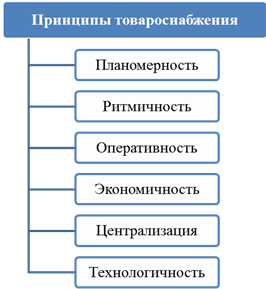 Принципы товароснабжения
Планомерность
Ритмичность
Оперативность
Экономичность
Централизация
Технологичность